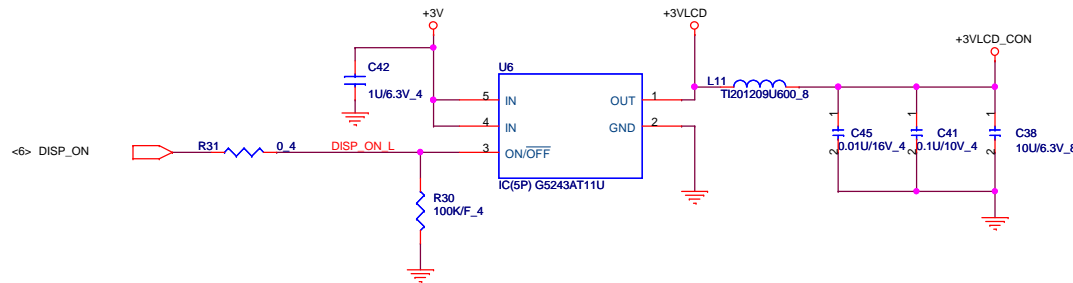 +3V
+3VLCD
+3VLCD_CON
C42
1U/6.3V_4
U6
5
IN
4
IN
3
ON/OFF
OUT
1
GND
2
IC(5P) G5243AT11U
L11
TI201209U600_8
1
C45
0.01U/16V_4
2
1
C41
0.1U/10V_4
2
1
C38
10U/6.3V_8
2
<6> DISP_ON
R31
0_4
DISP_ON_L
R30
100K/F_4